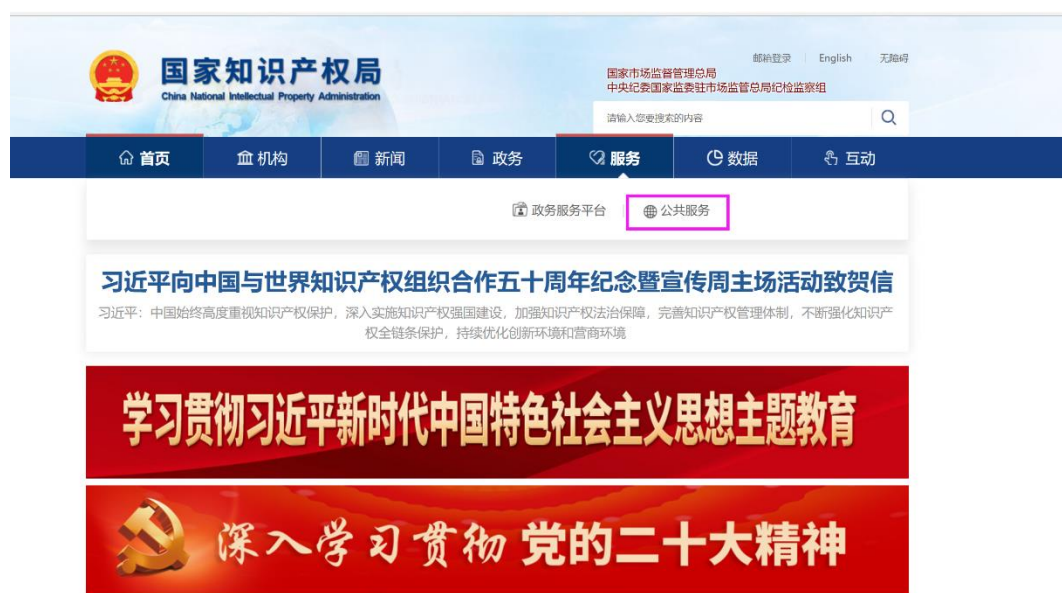 邮箱登录 English 无障碍
国家知识产权局
China National Intellectual Property Administration
国家市场监督管理总局
中央纪委国家监委驻市场监管总局纪检监察组
请输入您要搜索的内容
首页 机构 新闻 政务 服务 数据 互动
政务服务平台 公共服务
习近平向中国与世界知识产权组织合作五十周年纪念暨宣传周主场活动致贺信
习近平：中国始终高度重视知识产权保护，深入实施知识产权强国建设，加强知识产权法治保障，完善知识产权管理体制，不断强化知识产
权全链条保护，持续优化创新环境和营商环境
学习贯彻习近平新时代中国特色社会主义思想主题教育
深入学习贯彻 党的二十大精神